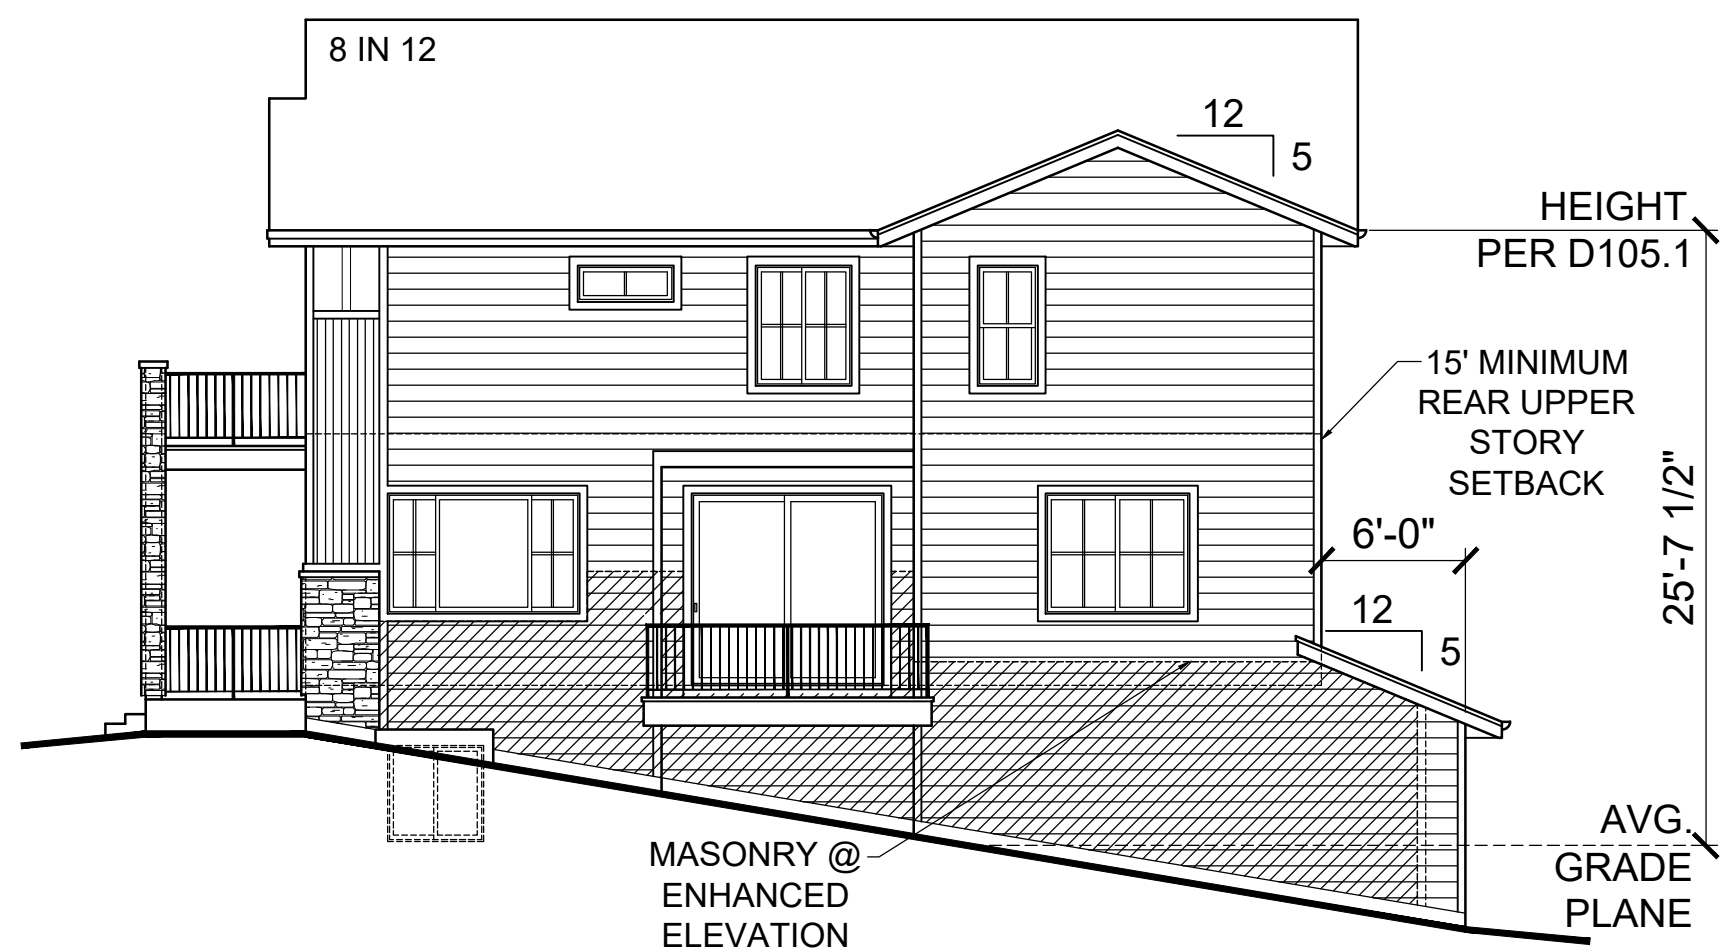 8 IN 12
12
5
HEIGHT
PER D105.1
15' MINIMUM
REAR UPPER
STORY
SETBACK
25'-7 1/2"
6'-0"
12
5
MASONRY @
ENHANCED
ELEVATION
AVG.
GRADE
PLANE